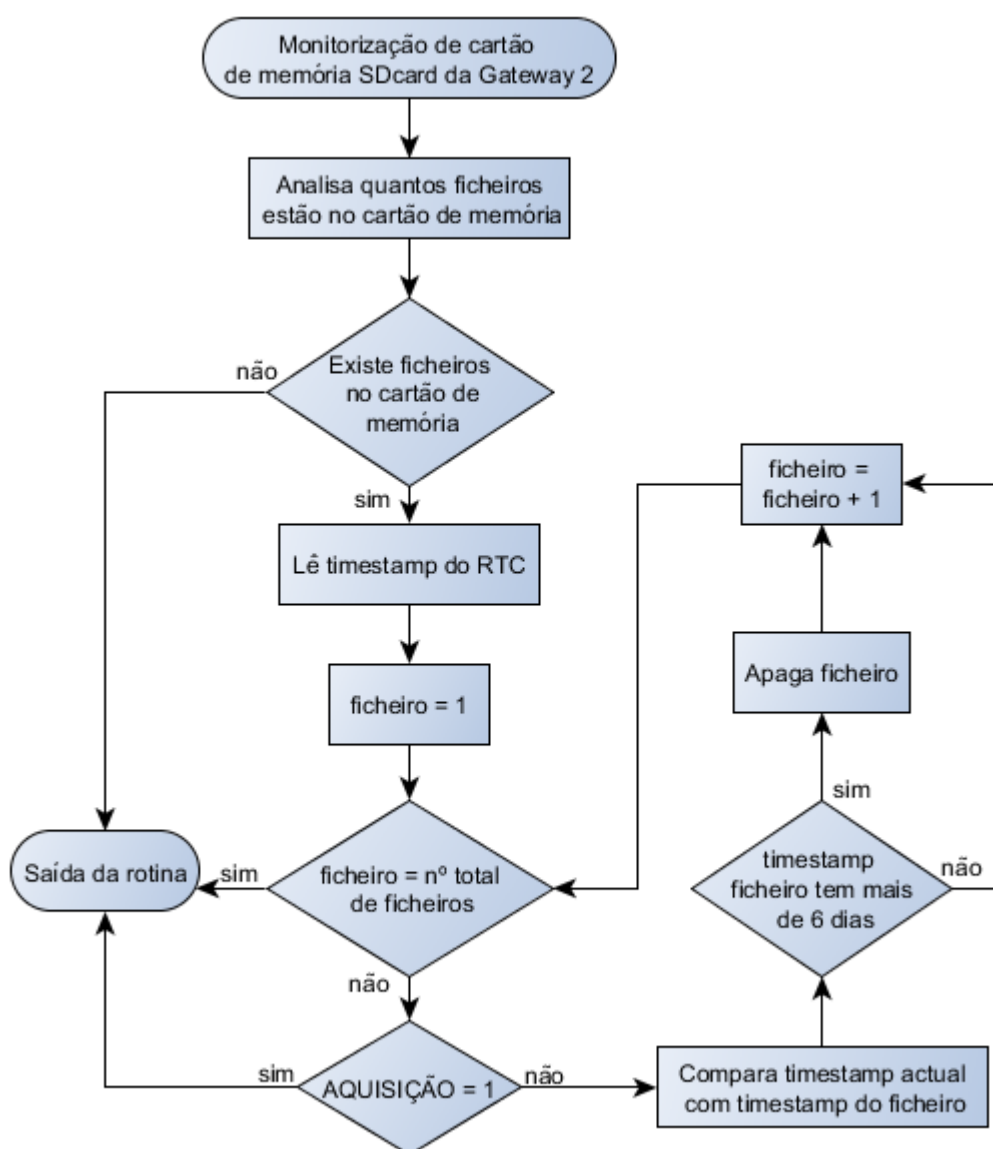 Monitorização de cartão
de memória SDcard da Gateway 2
Analisa quantos ficheiros
estão no cartão de memória
Existe ficheiros
no cartão de
memória
não
sim
Lê timestamp do RTC
ficheiro = 1
ficheiro = nº total
de ficheiros
sim
Saída da rotina
não
AQUISIÇÃO = 1
sim
não
Compara timestamp actual
com timestamp do ficheiro
timestamp
ficheiro tem mais
de 6 dias
não
sim
Apaga ficheiro
ficheiro =
ficheiro + 1